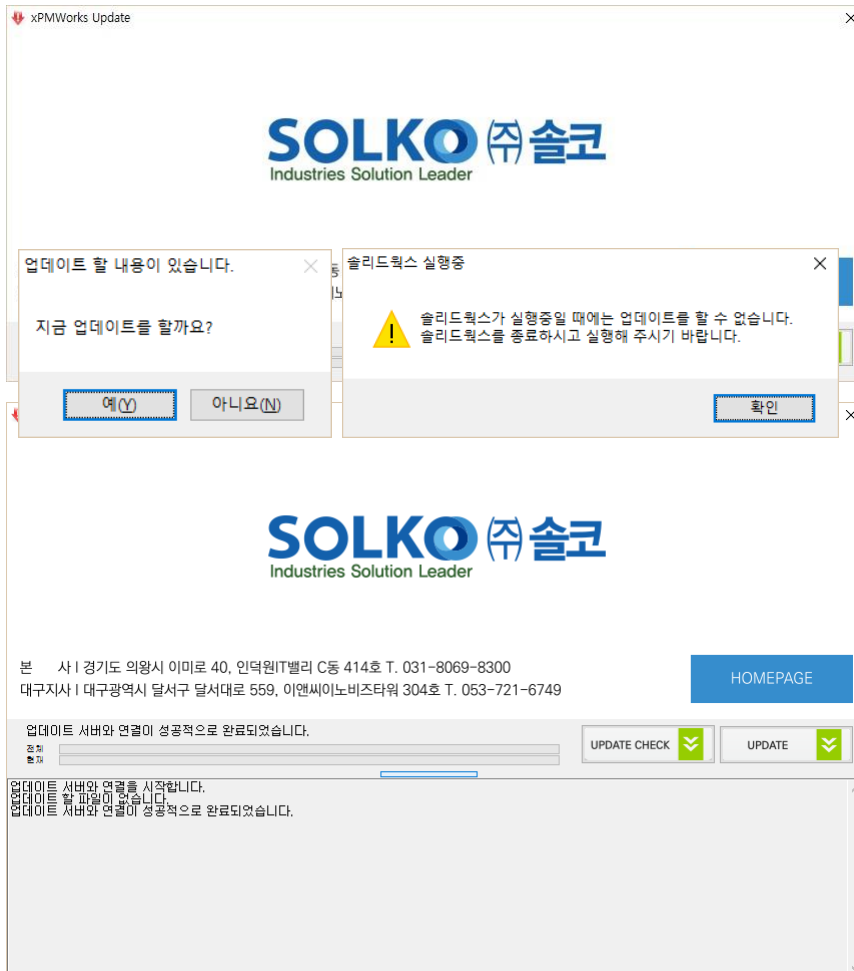 xPMWorks Update
SOLKO ㈜솔코
Industries Solution Leader
업데이트 할 내용이 있습니다.
지금 업데이트를 할까요?
예(Y)
아니요(N)
솔리드웍스 실행중
솔리드웍스가 실행중일 때에는 업데이트를 할 수 없습니다.
솔리드웍스를 종료하시고 실행해 주시기 바랍니다.
확인
SOLKO ㈜솔코
Industries Solution Leader
본 사 | 경기도 의왕시 이미로 40, 인덕원IT밸리 C동 414호 T. 031-8069-8300
대구지사 | 대구광역시 달서구 달서대로 559, 이앤씨이노비즈타워 304호 T. 053-721-6749
HOMEPAGE
업데이트 서버와 연결이 성공적으로 완료되었습니다.
전체
현재
UPDATE CHECK
UPDATE
업데이트 서버와 연결을 시작합니다.
업데이트 할 파일이 없습니다.
업데이트 서버와 연결이 성공적으로 완료되었습니다.